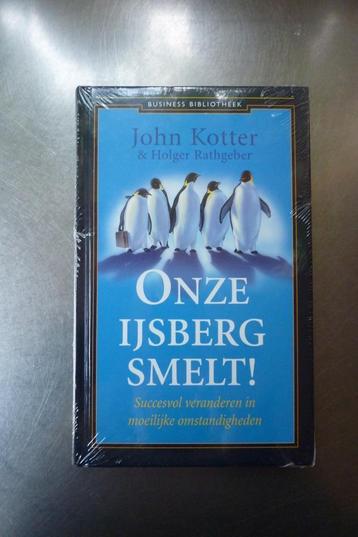 BUSINESS BIBLIOTHEEK
John Kotter
& Holger Rathgeber
ONZE
IJSBERG
SMELT!
Succesvol veranderen in
moeilijke omstandigheden